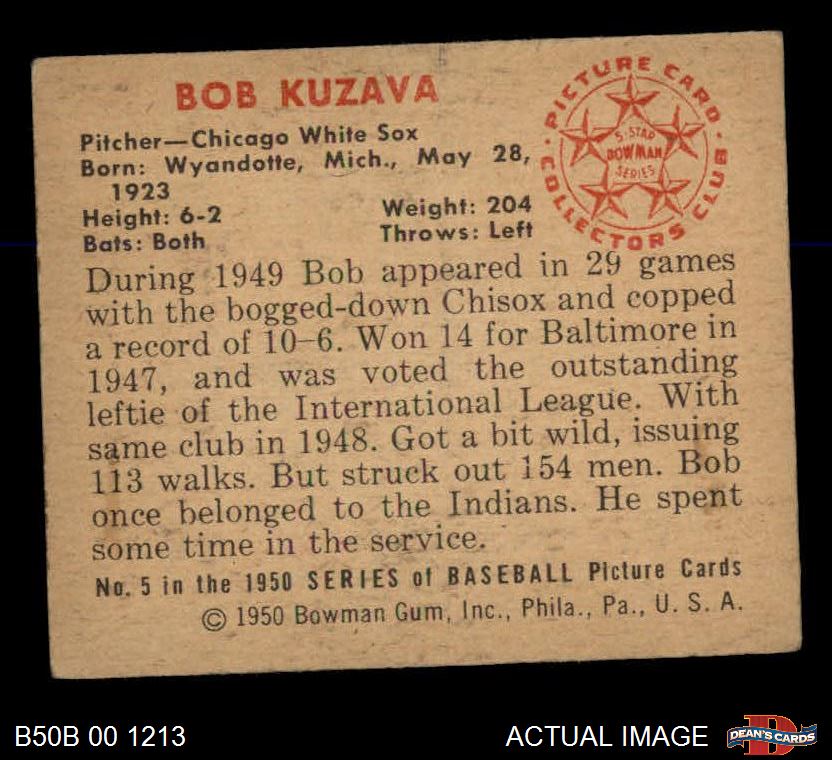 BOB KUZAVA
Pitcher—Chicago White Sox
Born: Wyandotte, Mich., May 28,
1923
Height: 6-2 Weight: 204
Bats: Both Throws: Left
PICTURE CARD COLLECTORS CLUB
5-STAR
BOWMAN
SERIES
During 1949 Bob appeared in 29 games
with the bogged-down Chisox and copped
a record of 10-6. Won 14 for Baltimore in
1947, and was voted the outstanding
leftie of the International League. With
same club in 1948. Got a bit wild, issuing
113 walks. But struck out 154 men. Bob
once belonged to the Indians. He spent
some time in the service.
No. 5 in the 1950 SERIES of BASEBALL Picture Cards
© 1950 Bowman Gum, Inc., Phila., Pa., U. S. A.
B50B 00 1213 ACTUAL IMAGE
D
DEAN'S CARDS